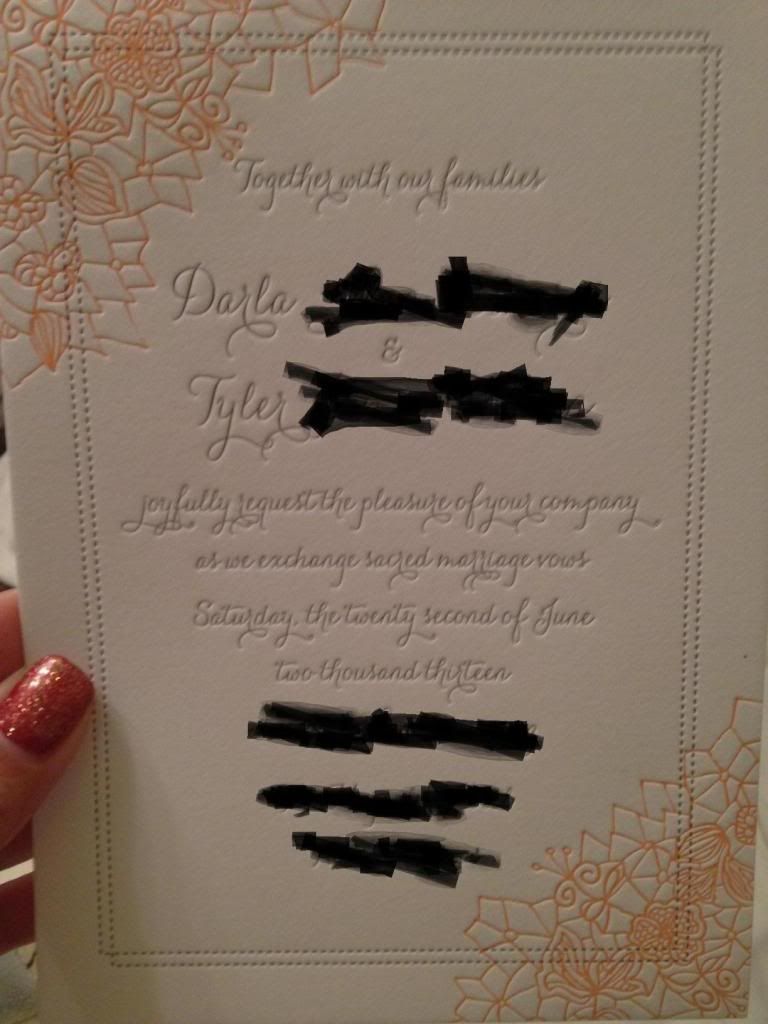 Together with our families
Darla
&
Tyler
joyfully request the pleasure of your company
as we exchange sacred marriage vows
Saturday, the twenty second of June
two thousand thirteen